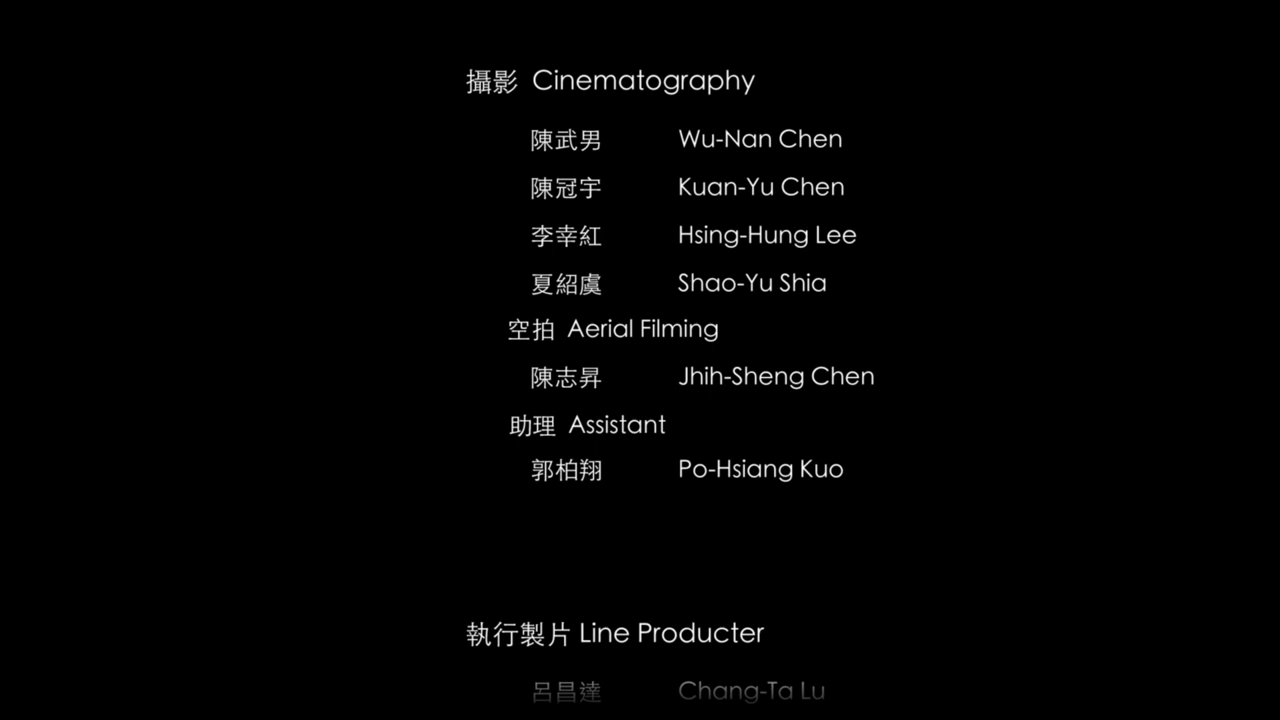 攝影 Cinematography
陳武男 Wu-Nan Chen
陳冠宇 Kuan-Yu Chen
李幸紅 Hsing-Hung Lee
夏紹虞 Shao-Yu Shia
空拍 Aerial Filming
陳志昇 Jhih-Sheng Chen
助理 Assistant
郭柏翔 Po-Hsiang Kuo
執行製片 Line Producter
呂昌達 Chang-Ta Lu